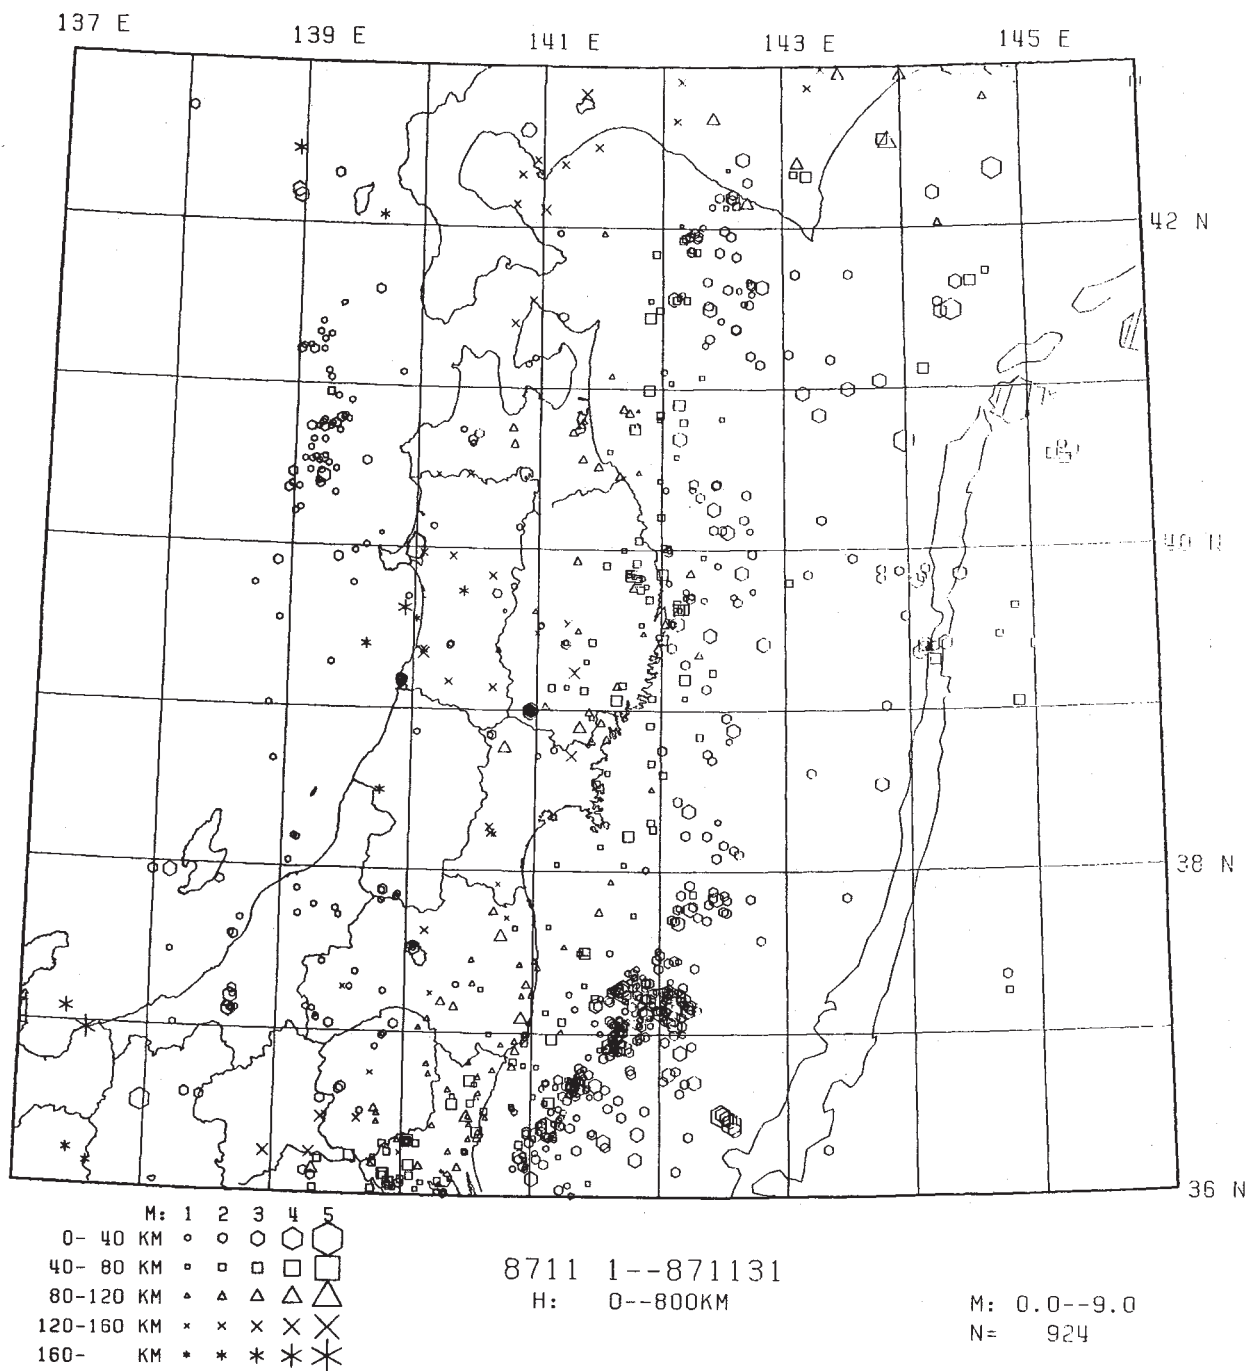 137 E 139 E 141 E 143 E 145 E
42 N
40 N
38 N
36 N
M: 1 2 3 4 5
0- 40 KM
40- 80 KM
80-120 KM
120-160 KM
160- KM
8711 1--871131
H: 0--800KM
M: 0.0--9.0
N= 924